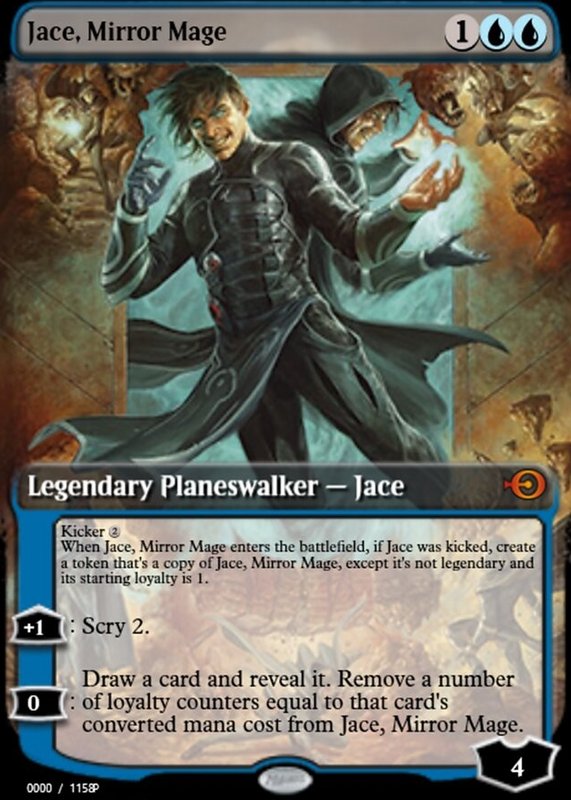 Jace, Mirror Mage
1
Legendary Planeswalker — Jace
Kicker ②
When Jace, Mirror Mage enters the battlefield, if Jace was kicked, create
a token that's a copy of Jace, Mirror Mage, except it's not legendary and
its starting loyalty is 1.
+1 : Scry 2.
Draw a card and reveal it. Remove a number
0 : of loyalty counters equal to that card's
converted mana cost from Jace, Mirror Mage.
4
0000 / 1158P